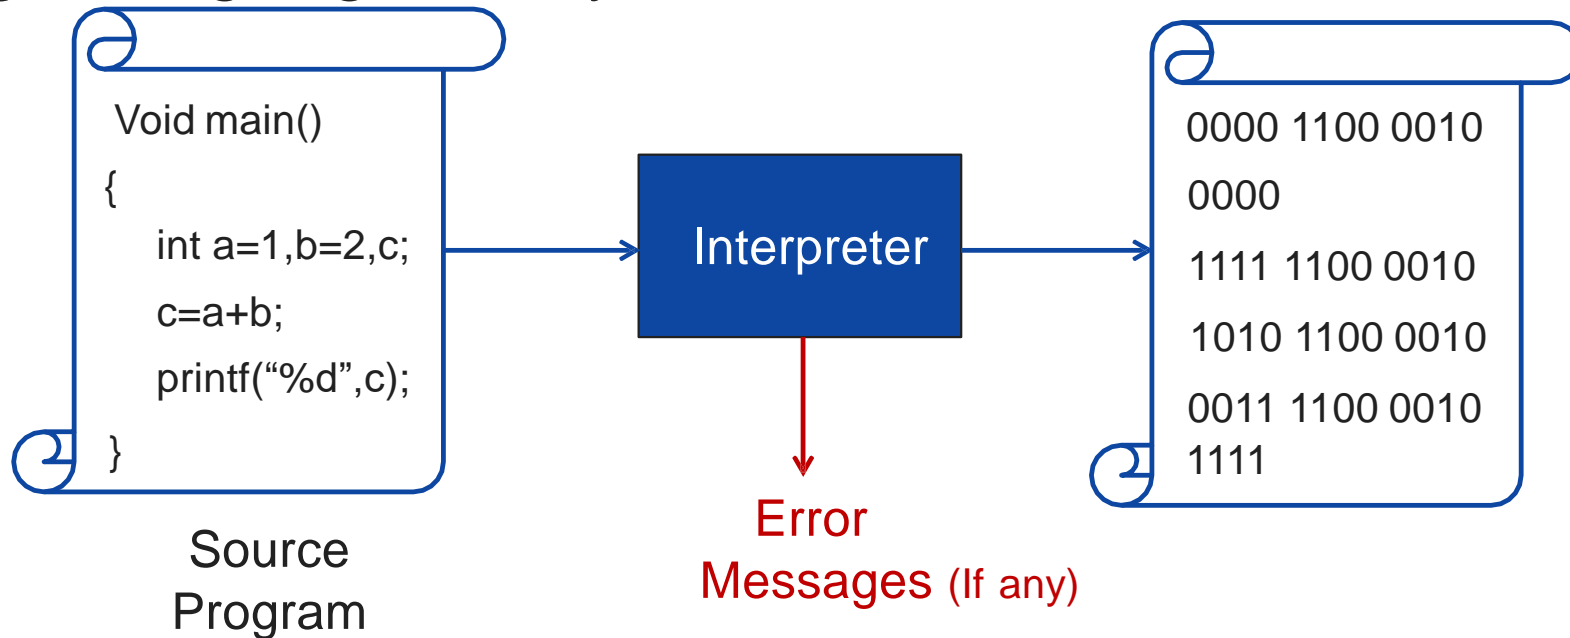 Void main()
{
int a=1,b=2,c;
c=a+b;
printf(“%d”,c);
}
Source
Program
Interpreter
Error
Messages (If any)
0000 1100 0010
0000
1111 1100 0010
1010 1100 0010
0011 1100 0010
1111